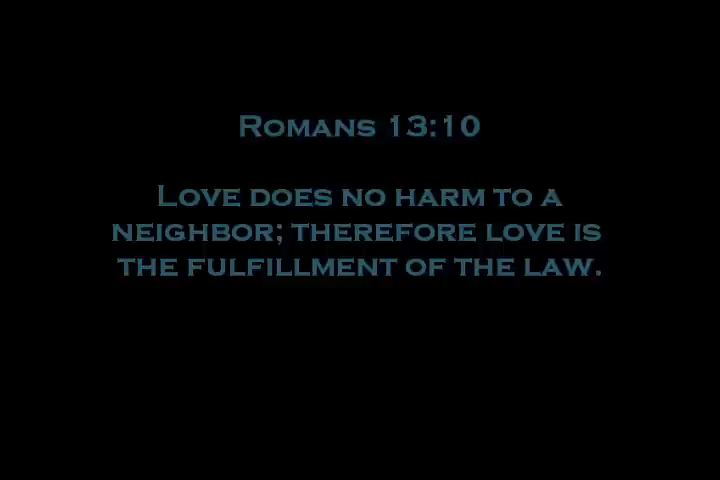 Romans 13:10
Love does no harm to a
neighbor; therefore love is
the fulfillment of the law.